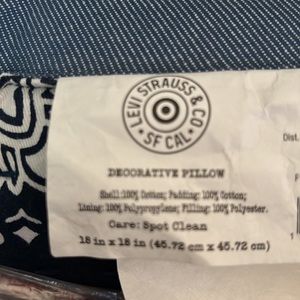 LEVI STRAUSS & CO
SF CAL
DECORATIVE PILLOW
Shell:100% Cotton; Padding: 100% Cotton;
Lining: 100% Polypropylene; Filling: 100% Polyester.
Care: Spot Clean
18 in x 18 in (45.72 cm x 45.72 cm)
Dist.
F
1